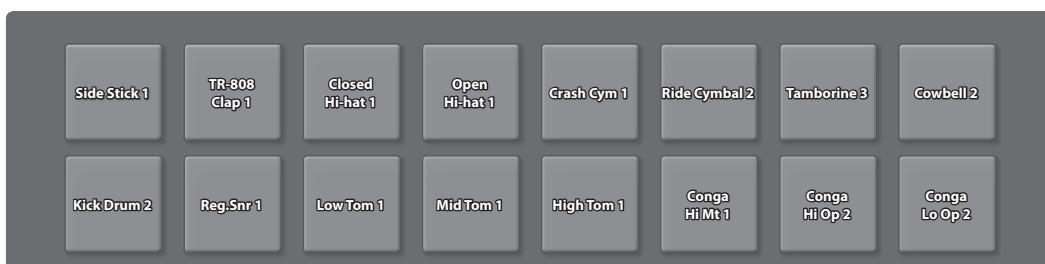 Side Stick 1
TR-808
Clap 1
Closed
Hi-hat 1
Open
Hi-hat 1
Crash Cym 1
Ride Cymbal 2
Tamborine 3
Cowbell 2
Kick Drum 2
Reg.Snr 1
Low Tom 1
Mid Tom 1
High Tom 1
Conga
Hi Mt 1
Conga
Hi Op 2
Conga
Lo Op 2